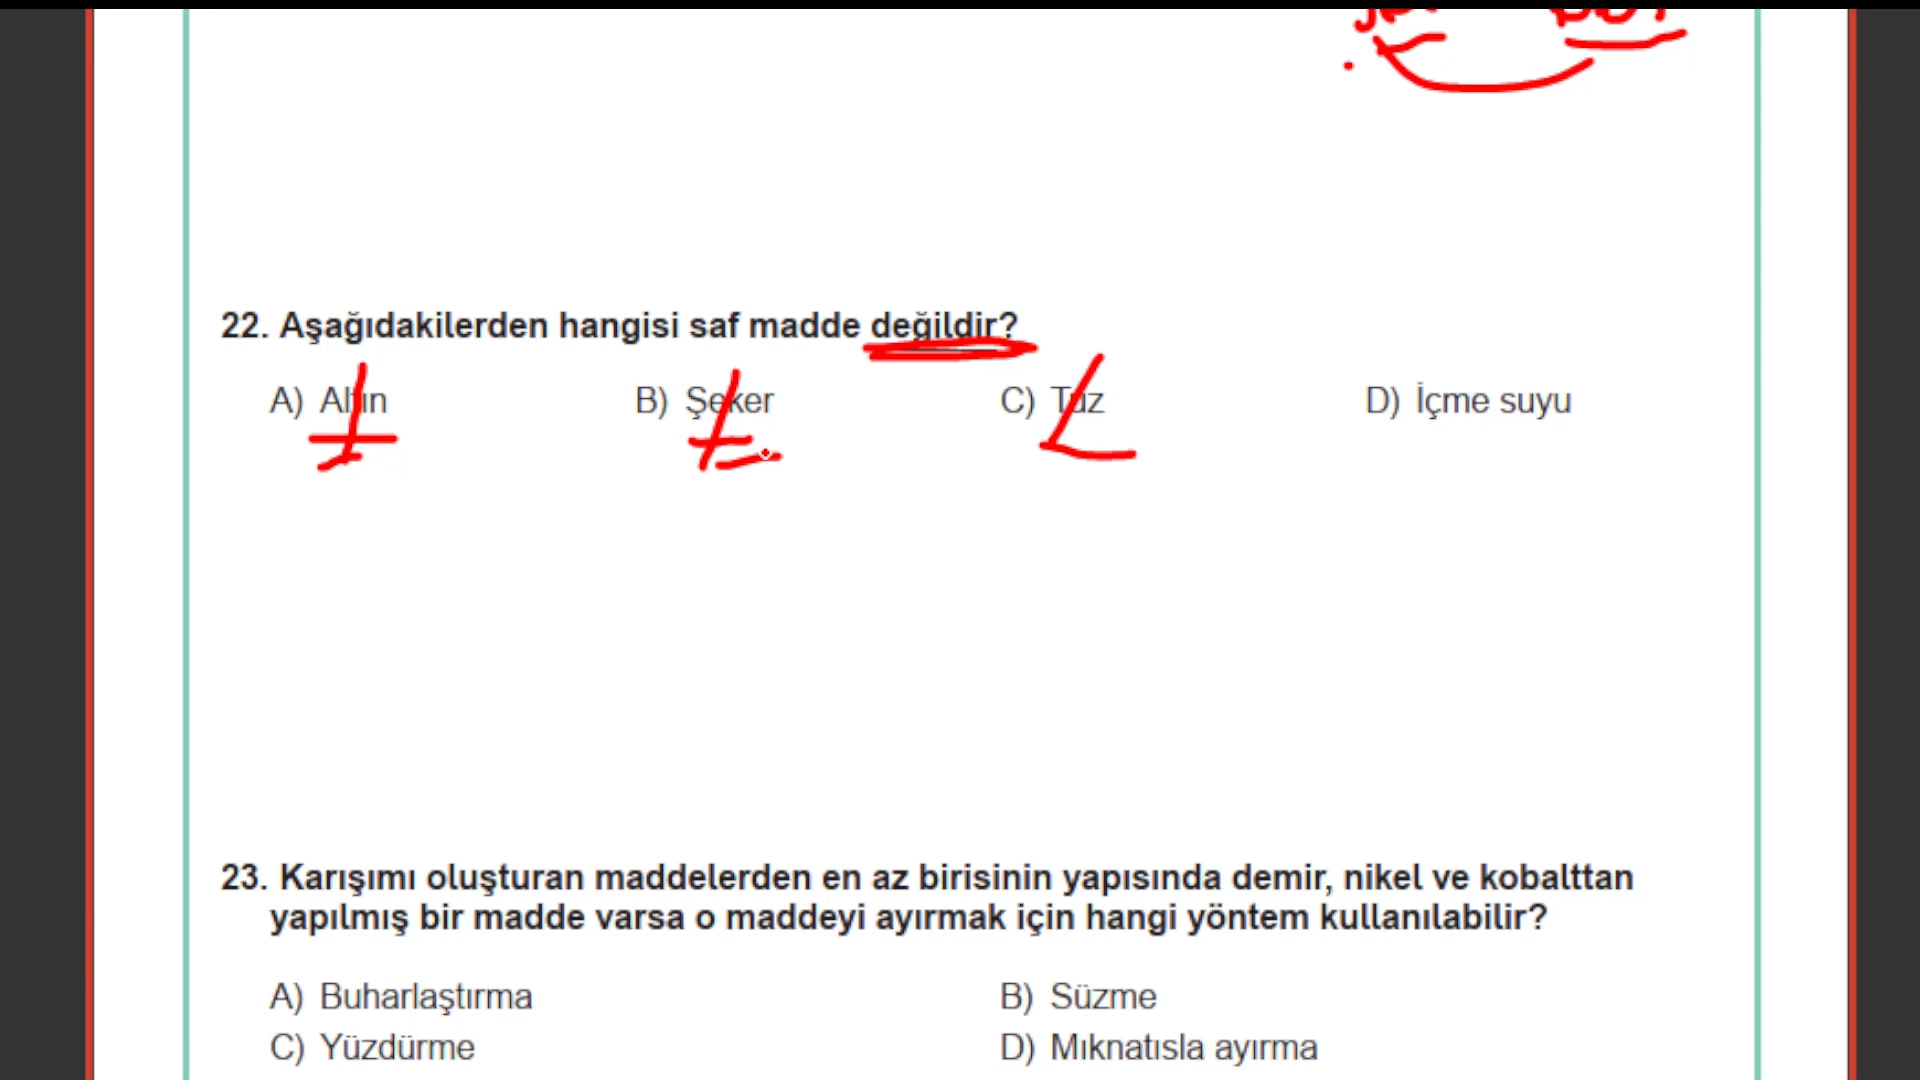 22. Aşağıdakilerden hangisi saf madde değildir?
A) Altın B) Şeker C) Tuz D) İçme suyu
23. Karışımı oluşturan maddelerden en az birisinin yapısında demir, nikel ve kobalttan
yapılmış bir madde varsa o maddeyi ayırmak için hangi yöntem kullanılabilir?
A) Buharlaştırma B) Süzme
C) Yüzdürme D) Mıknatısla ayırma